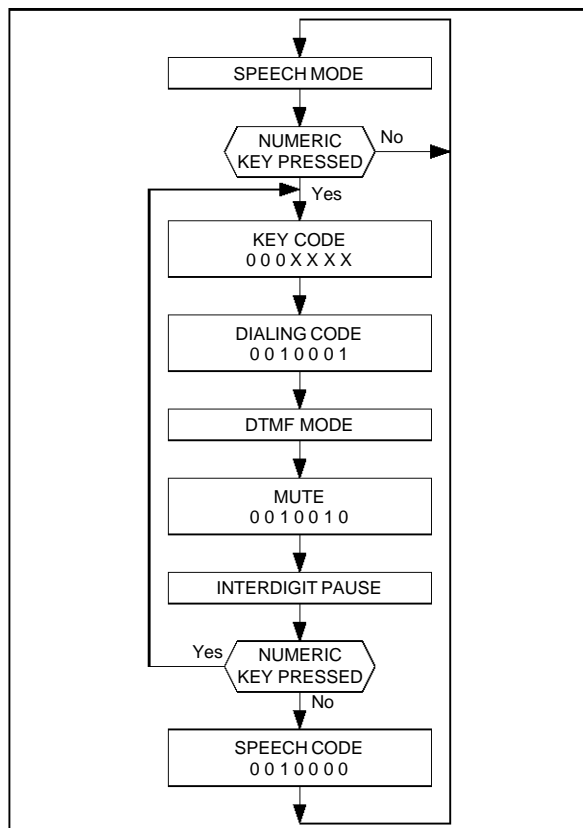 SPEECH MODE
NUMERIC
KEY PRESSED
No
Yes
KEY CODE
0 0 0 X X X X
DIALING CODE
0 0 1 0 0 0 1
DTMF MODE
MUTE
0 0 1 0 0 1 0
INTERDIGIT PAUSE
Yes
NUMERIC
KEY PRESSED
No
SPEECH CODE
0 0 1 0 0 0 0